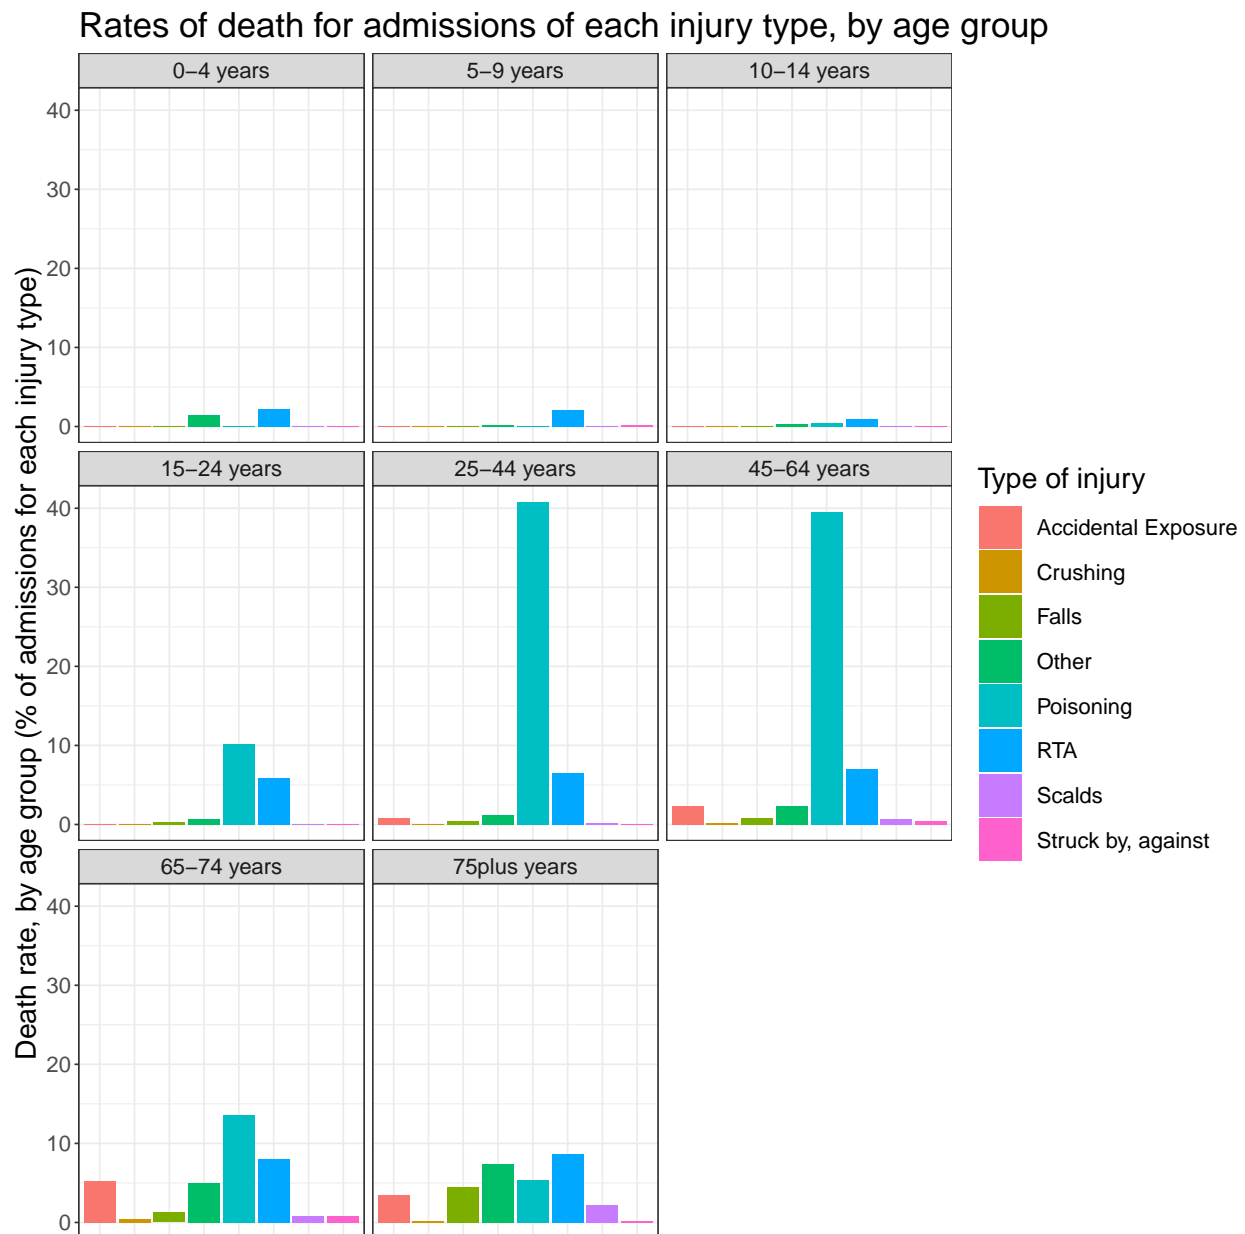 Rates of death for admissions of each injury type, by age group
Death rate, by age group (% of admissions for each injury type)
0−4 years
5−9 years
10−14 years
40
30
20
10
0
15−24 years
25−44 years
45−64 years
40
30
20
10
0
65−74 years
75plus years
40
30
20
10
0
Type of injury
Accidental Exposure
Crushing
Falls
Other
Poisoning
RTA
Scalds
Struck by, against